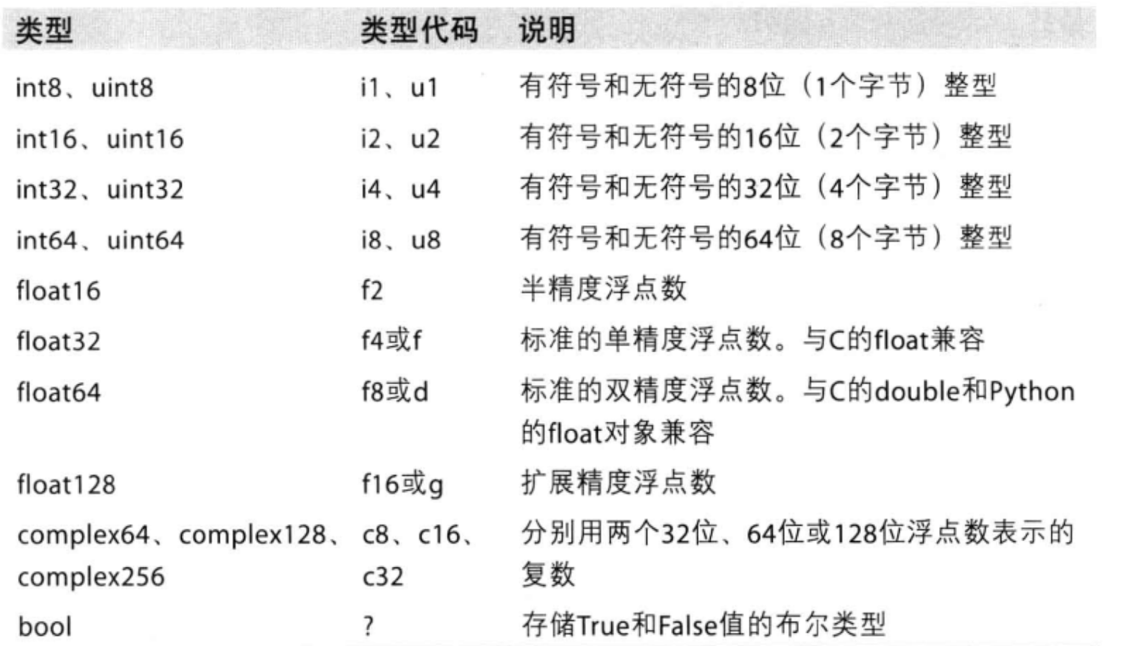 类型 类型代码 说明
int8、uint8 i1、u1 有符号和无符号的8位（1个字节）整型
int16、uint16 i2、u2 有符号和无符号的16位（2个字节）整型
int32、uint32 i4、u4 有符号和无符号的32位（4个字节）整型
int64、uint64 i8、u8 有符号和无符号的64位（8个字节）整型
float16 f2 半精度浮点数
float32 f4或f 标准的单精度浮点数。与C的float兼容
float64 f8或d 标准的双精度浮点数。与C的double和Python
的float对象兼容
float128 f16或g 扩展精度浮点数
complex64、complex128、 c8、c16、 分别用两个32位、64位或128位浮点数表示的
complex256 c32 复数
bool ? 存储True和False值的布尔类型